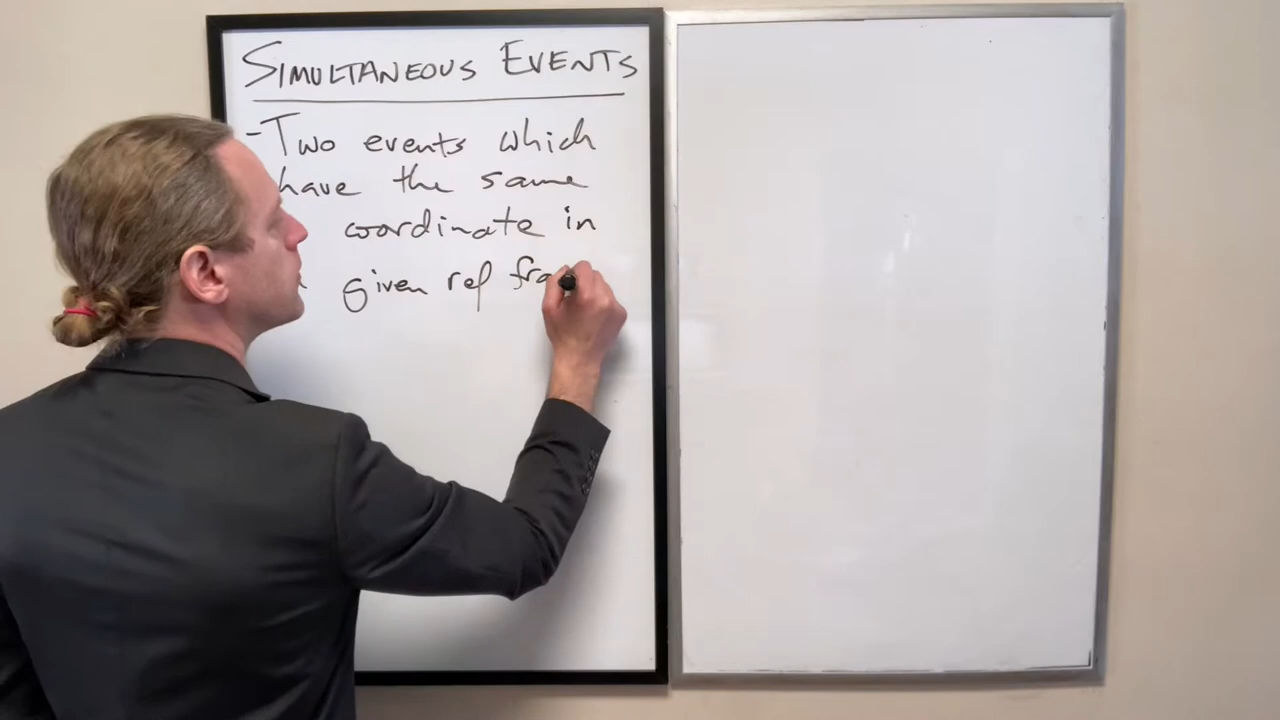 SIMULTANEOUS EVENTS
-Two events which
have the same
coordinate in
given ref